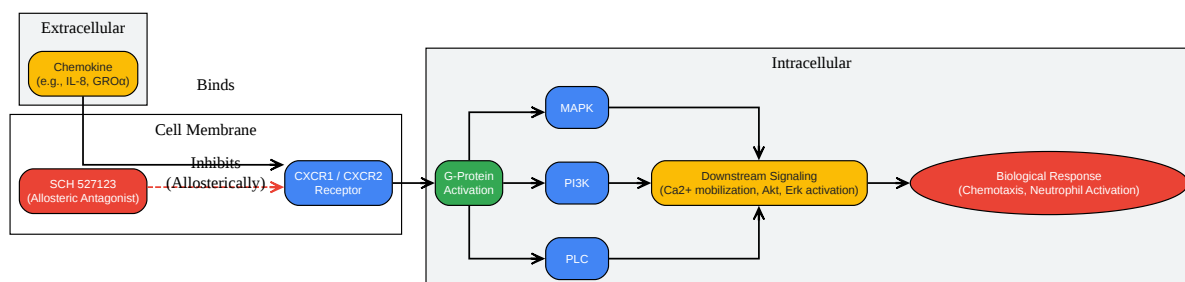 Extracellular
Chemokine
(e.g., IL-8, GROα)
Binds
Cell Membrane
Inhibits
(Allosterically)
SCH 527123
(Allosteric Antagonist)
CXCR1 / CXCR2
Receptor
Intracellular
G-Protein
Activation
MAPK
PI3K
PLC
Downstream Signaling
(Ca2+ mobilization, Akt, Erk activation)
Biological Response
(Chemotaxis, Neutrophil Activation)